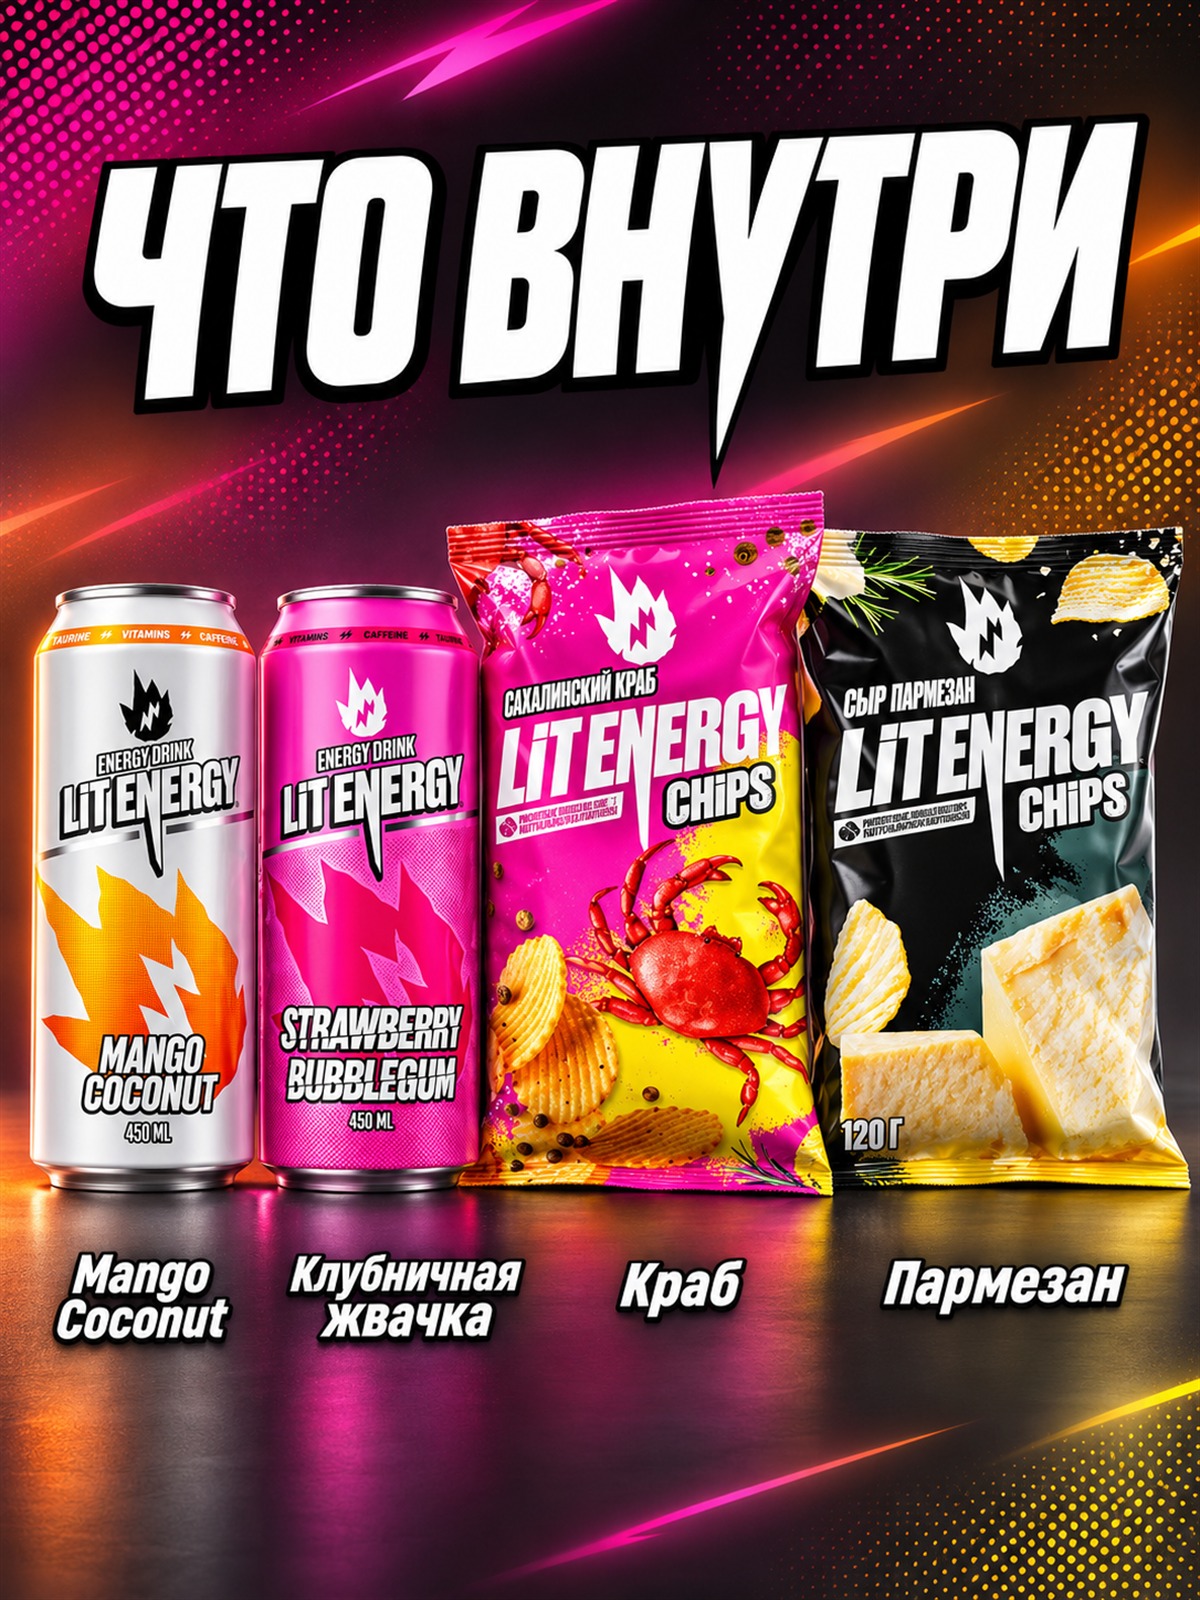 ЧТО ВНУТРИ
TAURINE VITAMINS CAFFEINE
ENERGY DRINK
LIT ENERGY
MANGO
COCONUT
450 ML
VITAMINS CAFFEINE
ENERGY DRINK
LIT ENERGY
STRAWBERRY
BUBBLEGUM
450 ML
САХАЛИНСКИЙ КРАБ
LIT ENERGY
CHIPS
СЫР ПАРМЕЗАН
LIT ENERGY
CHIPS
120 Г
Mango
Coconut
Клубничная
жвачка
Краб
Пармезан